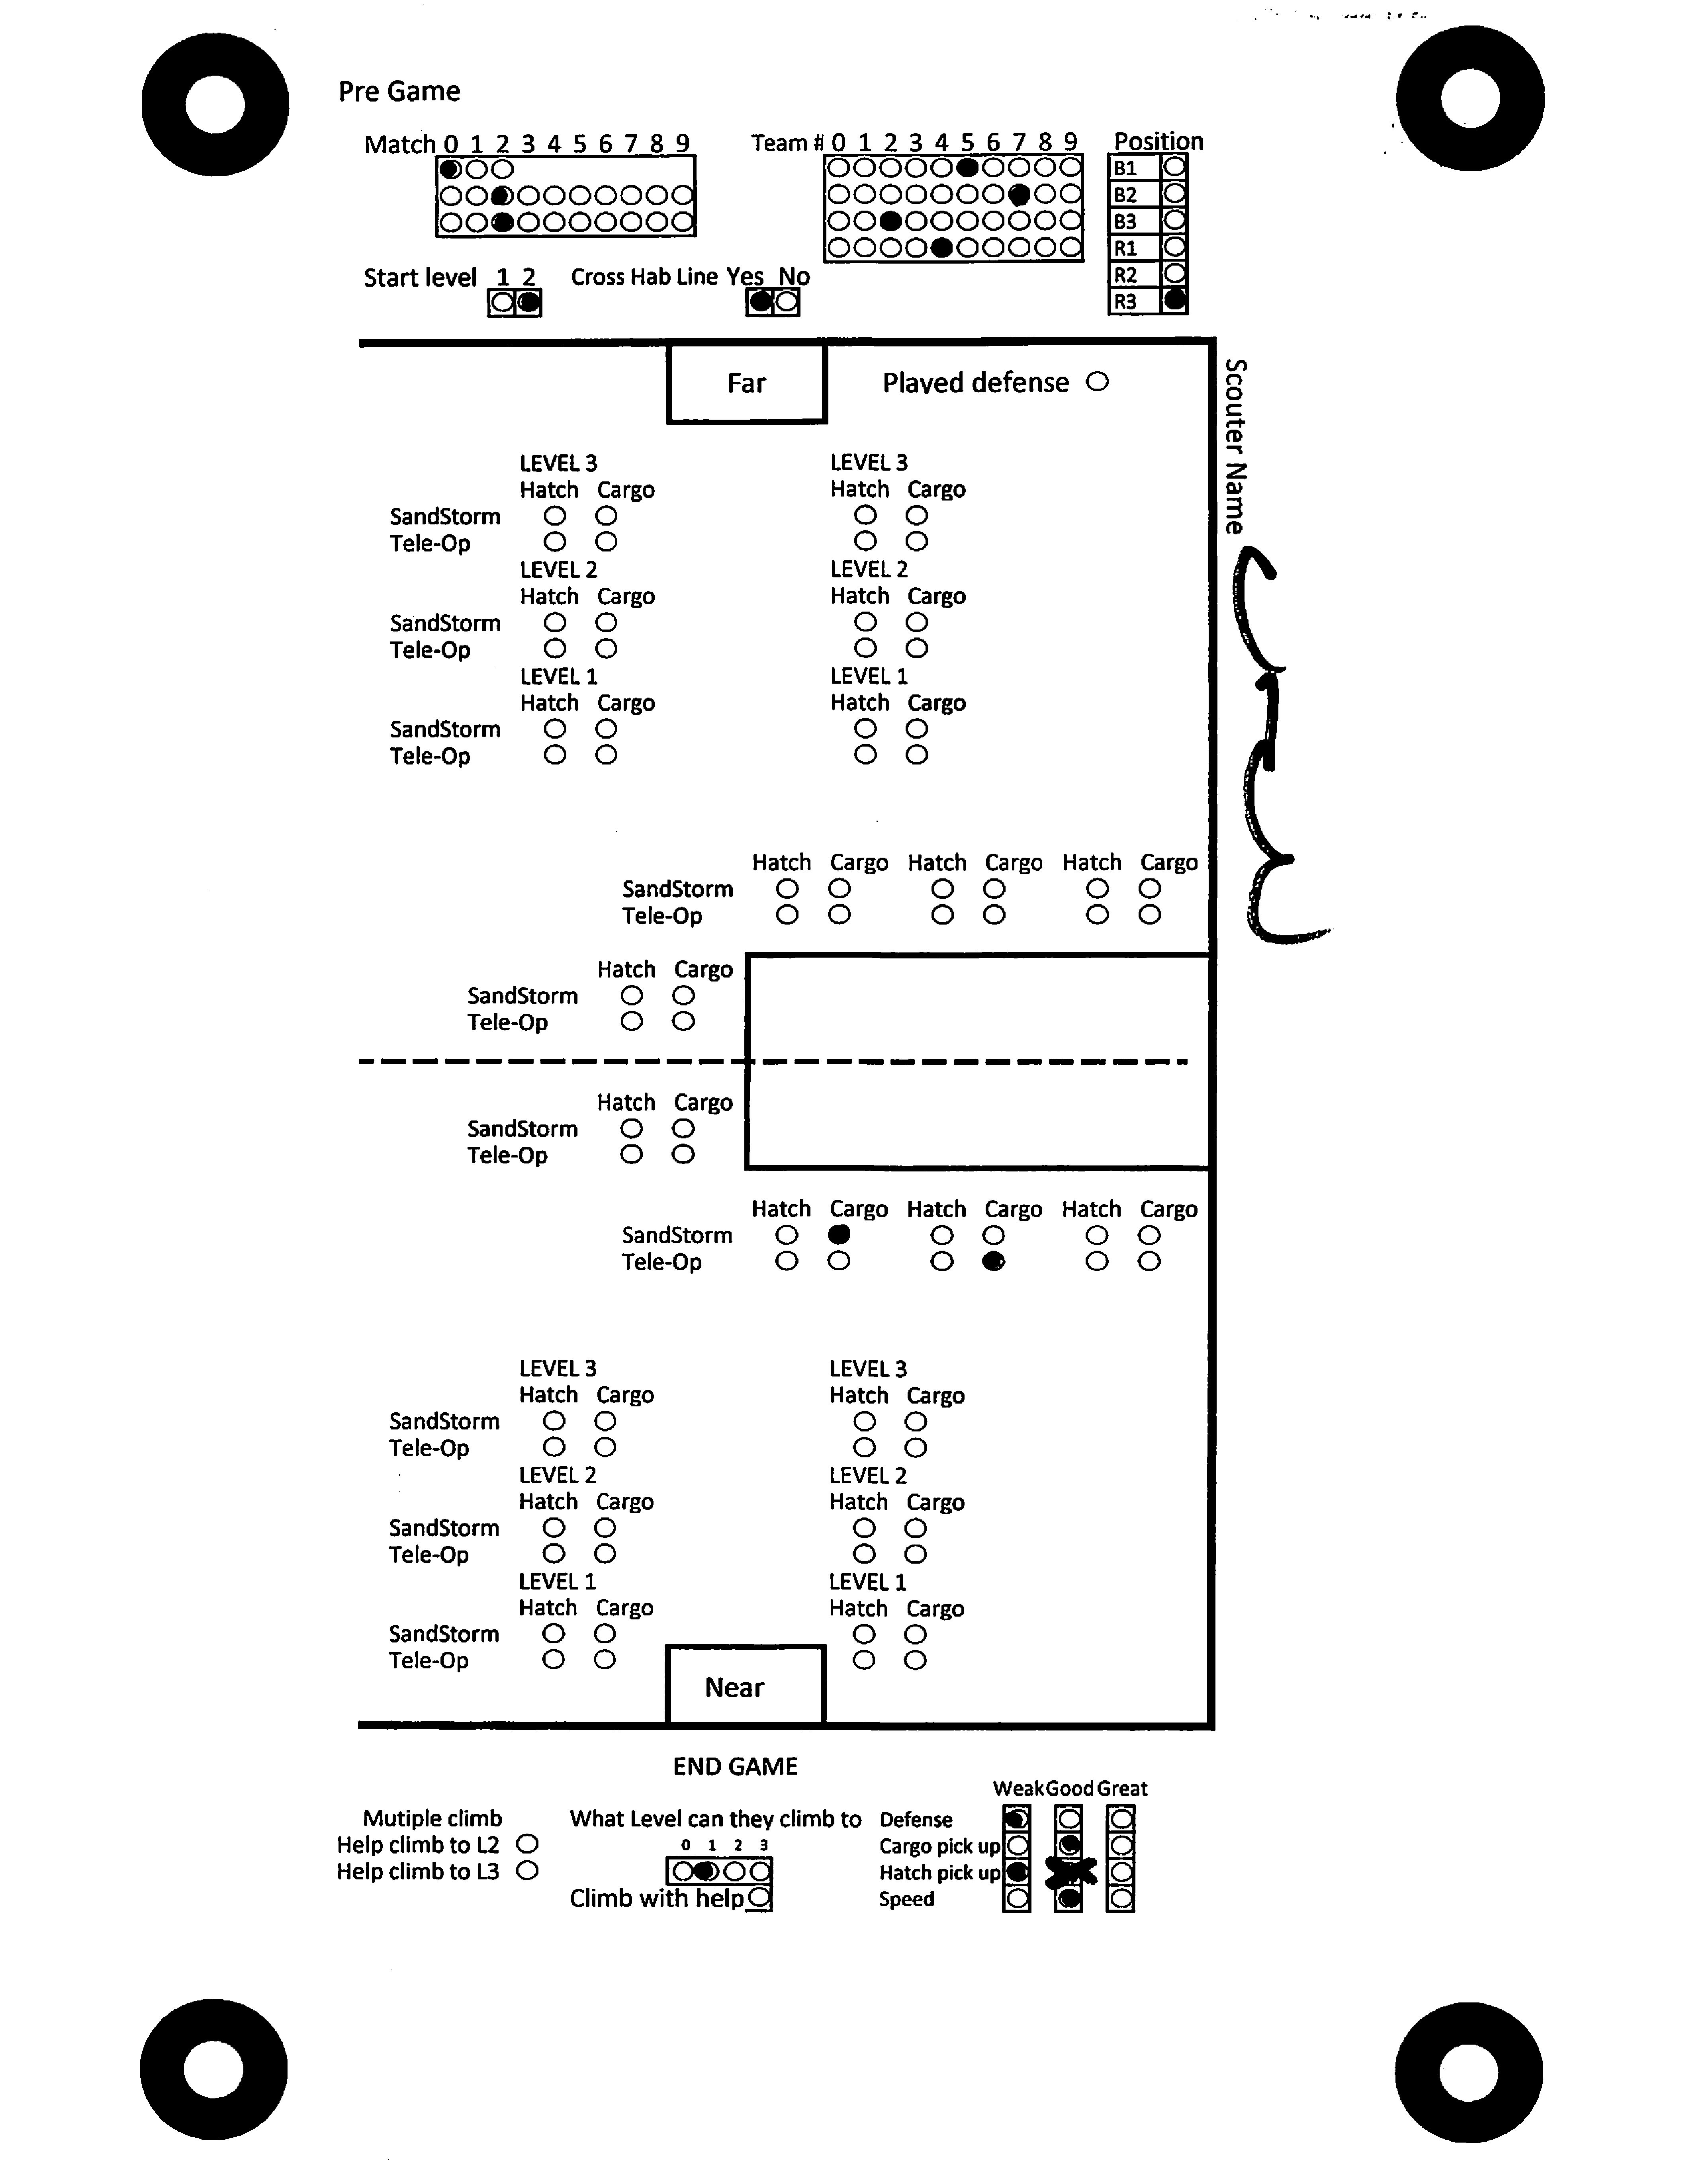 Pre Game
Match 0 1 2 3 4 5 6 7 8 9
Team # 0 1 2 3 4 5 6 7 8 9
Position
B1
B2
B3
R1
R2
R3
Start level 1 2
Cross Hab Line Yes No
Far
Played defense
Scouter Name
LEVEL 3 LEVEL 3
Hatch Cargo Hatch Cargo
SandStorm
Tele-Op
LEVEL 2 LEVEL 2
Hatch Cargo Hatch Cargo
SandStorm
Tele-Op
LEVEL 1 LEVEL 1
Hatch Cargo Hatch Cargo
SandStorm
Tele-Op
Hatch Cargo Hatch Cargo Hatch Cargo
SandStorm
Tele-Op
Hatch Cargo
SandStorm
Tele-Op
Hatch Cargo
SandStorm
Tele-Op
Hatch Cargo Hatch Cargo Hatch Cargo
SandStorm
Tele-Op
LEVEL 3 LEVEL 3
Hatch Cargo Hatch Cargo
SandStorm
Tele-Op
LEVEL 2 LEVEL 2
Hatch Cargo Hatch Cargo
SandStorm
Tele-Op
LEVEL 1 LEVEL 1
Hatch Cargo Hatch Cargo
SandStorm
Tele-Op
Near
END GAME
Mutiple climb
Help climb to L2
Help climb to L3
What Level can they climb to
0 1 2 3
Climb with help
Weak Good Great
Defense
Cargo pick up
Hatch pick up
Speed